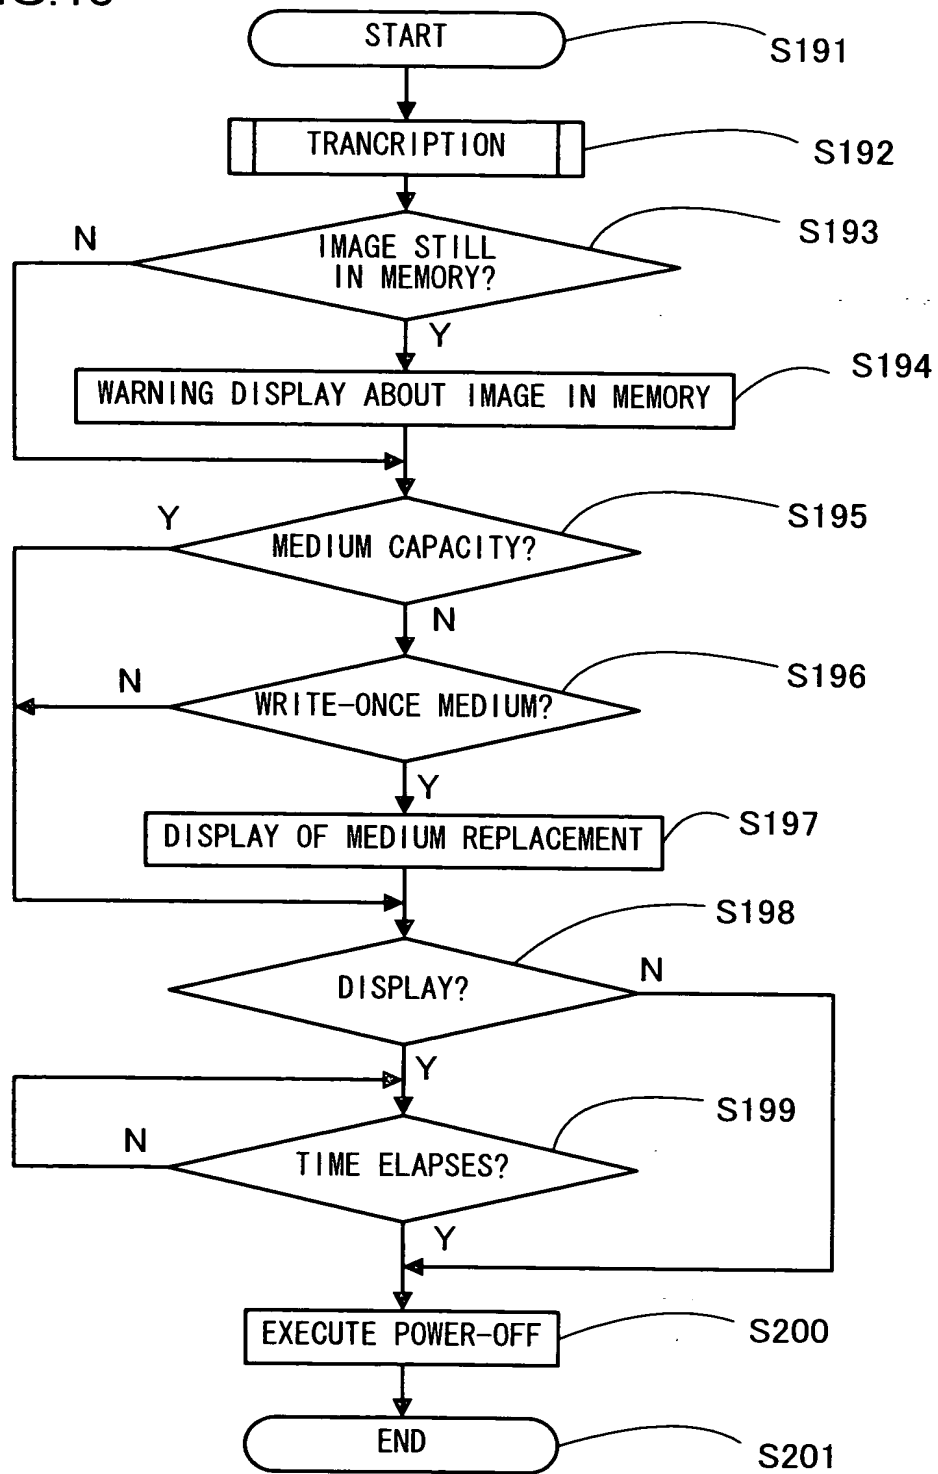 START
S191
TRANCRIPTION
S192
N
IMAGE STILL
IN MEMORY?
S193
Y
WARNING DISPLAY ABOUT IMAGE IN MEMORY
S194
Y
MEDIUM CAPACITY?
S195
N
N
WRITE-ONCE MEDIUM?
S196
Y
DISPLAY OF MEDIUM REPLACEMENT
S197
DISPLAY?
N
S198
Y
N
TIME ELAPSES?
S199
Y
EXECUTE POWER-OFF
S200
END
S201